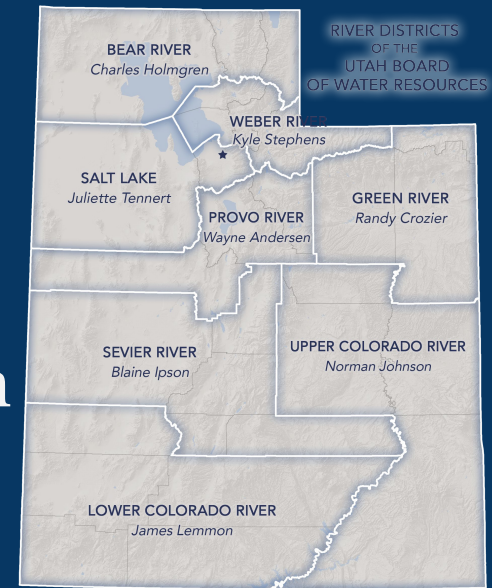 RIVER DISTRICTS
OF THE
UTAH BOARD
OF WATER RESOURCES
BEAR RIVER
Charles Holmgren
WEBER RIVER
Kyle Stephens
SALT LAKE
Juliette Tennert
PROVO RIVER
Wayne Andersen
GREEN RIVER
Randy Crozier
SEVIER RIVER
Blaine Ipson
UPPER COLORADO RIVER
Norman Johnson
LOWER COLORADO RIVER
James Lemmon